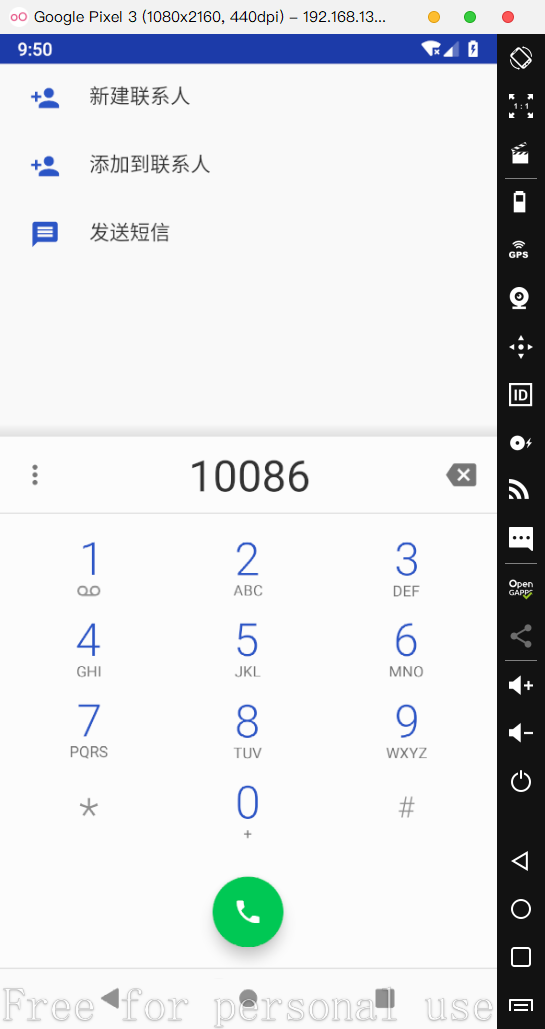 Google Pixel 3 (1080x2160, 440dpi) – 192.168.13...
9:50
新建联系人
添加到联系人
发送短信
1:1
GPS
ID
Open
GAPPS
10086
1 2 3
ABC DEF
4 5 6
GHI JKL MNO
7 8 9
PQRS TUV WXYZ
* 0 #
+
Free for personal use